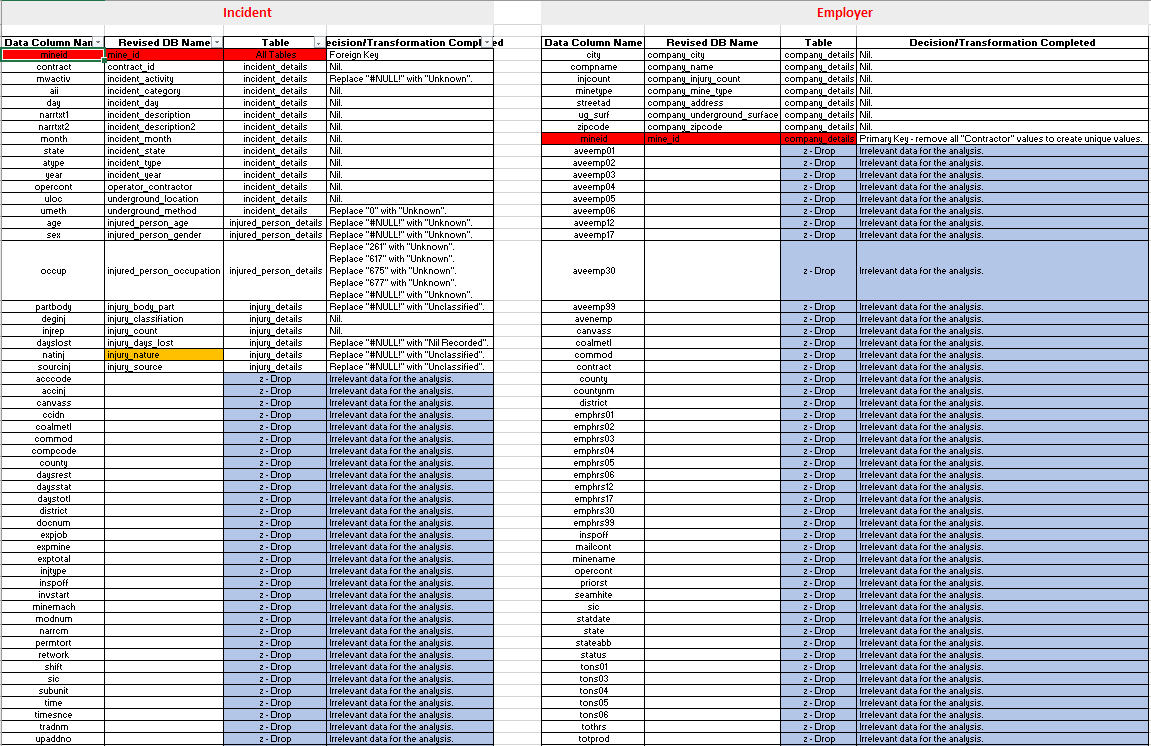 Incident Employer
Data Column Nan Revised DB Name Table ecision/Transformation Compl ed Data Column Name Revised DB Name Table Decision/Transformation Completed
mineid mine_id All Tables Foreign Key city company_city company_details Nil.
contract contract_id incident_details Nil. compname company_name company_details Nil.
mwactiv incident_activity incident_details Replace "#NULL!" with "Unknown". injcount company_injury_count company_details Nil.
aii incident_category incident_details Nil. minetype company_mine_type company_details Nil.
day incident_day incident_details Nil. streetad company_address company_details Nil.
narrtxt1 incident_description incident_details Nil. ug_surf company_underground_surface company_details Nil.
narrtxt2 incident_description2 incident_details Nil. zipcode company_zipcode company_details Nil.
month incident_month incident_details Nil. mineid mine_id company_details Primary Key - remove all "Contractor" values to create unique values.
state incident_state incident_details Nil. aveemp01 z - Drop Irrelevant data for the analysis.
atype incident_type incident_details Nil. aveemp02 z - Drop Irrelevant data for the analysis.
year incident_year incident_details Nil. aveemp03 z - Drop Irrelevant data for the analysis.
opercont operator_contractor incident_details Nil. aveemp04 z - Drop Irrelevant data for the analysis.
uloc underground_location incident_details Nil. aveemp05 z - Drop Irrelevant data for the analysis.
umeth underground_method incident_details Replace "0" with "Unknown". aveemp06 z - Drop Irrelevant data for the analysis.
age injured_person_age injured_person_details Replace "#NULL!" with "Unknown". aveemp12 z - Drop Irrelevant data for the analysis.
sex injured_person_gender injured_person_details Replace "#NULL!" with "Unknown". aveemp17 z - Drop Irrelevant data for the analysis.
Replace "261" with "Unknown".
Replace "617" with "Unknown".
occup injured_person_occupation injured_person_details Replace "675" with "Unknown". aveemp30 z - Drop Irrelevant data for the analysis.
Replace "677" with "Unknown".
Replace "#NULL!" with "Unknown".
partbody injury_body_part injury_details Replace "#NULL!" with "Unclassified". aveemp99 z - Drop Irrelevant data for the analysis.
deginj injury_classifiation injury_details Nil. avenemp z - Drop Irrelevant data for the analysis.
injrep injury_count injury_details Nil. canvass z - Drop Irrelevant data for the analysis.
dayslost injury_days_lost injury_details Replace "#NULL!" with "Nil Recorded". coalmetl z - Drop Irrelevant data for the analysis.
natinj injury_nature injury_details Replace "#NULL!" with "Unclassified". commod z - Drop Irrelevant data for the analysis.
sourcinj injury_source injury_details Replace "#NULL!" with "Unclassified". contract z - Drop Irrelevant data for the analysis.
acccode z - Drop Irrelevant data for the analysis. county z - Drop Irrelevant data for the analysis.
accinj z - Drop Irrelevant data for the analysis. countynm z - Drop Irrelevant data for the analysis.
canvass z - Drop Irrelevant data for the analysis. district z - Drop Irrelevant data for the analysis.
ccidn z - Drop Irrelevant data for the analysis. emphrs01 z - Drop Irrelevant data for the analysis.
coalmetl z - Drop Irrelevant data for the analysis. emphrs02 z - Drop Irrelevant data for the analysis.
commod z - Drop Irrelevant data for the analysis. emphrs03 z - Drop Irrelevant data for the analysis.
compcode z - Drop Irrelevant data for the analysis. emphrs04 z - Drop Irrelevant data for the analysis.
county z - Drop Irrelevant data for the analysis. emphrs05 z - Drop Irrelevant data for the analysis.
daysrest z - Drop Irrelevant data for the analysis. emphrs06 z - Drop Irrelevant data for the analysis.
daysstat z - Drop Irrelevant data for the analysis. emphrs12 z - Drop Irrelevant data for the analysis.
daystotl z - Drop Irrelevant data for the analysis. emphrs17 z - Drop Irrelevant data for the analysis.
district z - Drop Irrelevant data for the analysis. emphrs30 z - Drop Irrelevant data for the analysis.
docnum z - Drop Irrelevant data for the analysis. emphrs99 z - Drop Irrelevant data for the analysis.
expjob z - Drop Irrelevant data for the analysis. inspoff z - Drop Irrelevant data for the analysis.
expmine z - Drop Irrelevant data for the analysis. mailcont z - Drop Irrelevant data for the analysis.
exptotal z - Drop Irrelevant data for the analysis. minename z - Drop Irrelevant data for the analysis.
injtype z - Drop Irrelevant data for the analysis. opercont z - Drop Irrelevant data for the analysis.
inspoff z - Drop Irrelevant data for the analysis. priorst z - Drop Irrelevant data for the analysis.
invstart z - Drop Irrelevant data for the analysis. seamhite z - Drop Irrelevant data for the analysis.
minemach z - Drop Irrelevant data for the analysis. sic z - Drop Irrelevant data for the analysis.
modnum z - Drop Irrelevant data for the analysis. statdate z - Drop Irrelevant data for the analysis.
narrcm z - Drop Irrelevant data for the analysis. state z - Drop Irrelevant data for the analysis.
permtort z - Drop Irrelevant data for the analysis. stateabb z - Drop Irrelevant data for the analysis.
retwork z - Drop Irrelevant data for the analysis. status z - Drop Irrelevant data for the analysis.
shift z - Drop Irrelevant data for the analysis. tons01 z - Drop Irrelevant data for the analysis.
sic z - Drop Irrelevant data for the analysis. tons03 z - Drop Irrelevant data for the analysis.
subunit z - Drop Irrelevant data for the analysis. tons04 z - Drop Irrelevant data for the analysis.
time z - Drop Irrelevant data for the analysis. tons05 z - Drop Irrelevant data for the analysis.
timesnce z - Drop Irrelevant data for the analysis. tons06 z - Drop Irrelevant data for the analysis.
tradnm z - Drop Irrelevant data for the analysis. tothrs z - Drop Irrelevant data for the analysis.
upaddno z - Drop Irrelevant data for the analysis. totprod z - Drop Irrelevant data for the analysis.